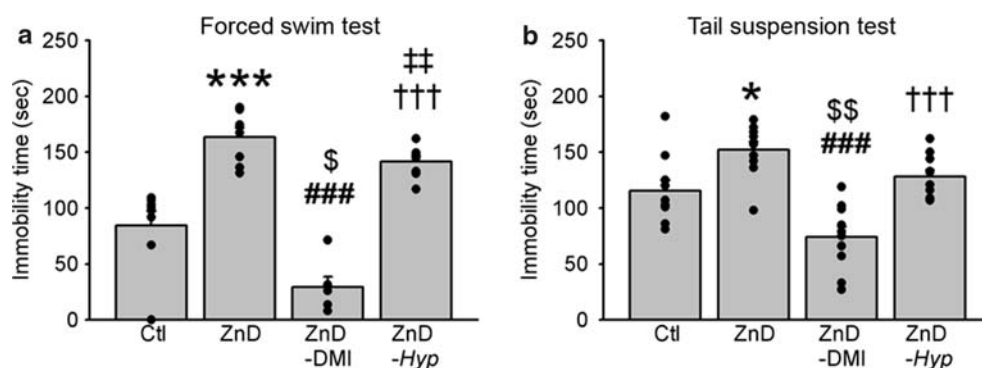 a Forced swim test
Immobility time (sec)
250
200
150
100
50
0
***
$
###
‡‡
†††
Ctl
ZnD
ZnD
-DMI
ZnD
-Hyp
b Tail suspension test
Immobility time (sec)
250
200
150
100
50
0
*
$$
###
†††
Ctl
ZnD
ZnD
-DMI
ZnD
-Hyp